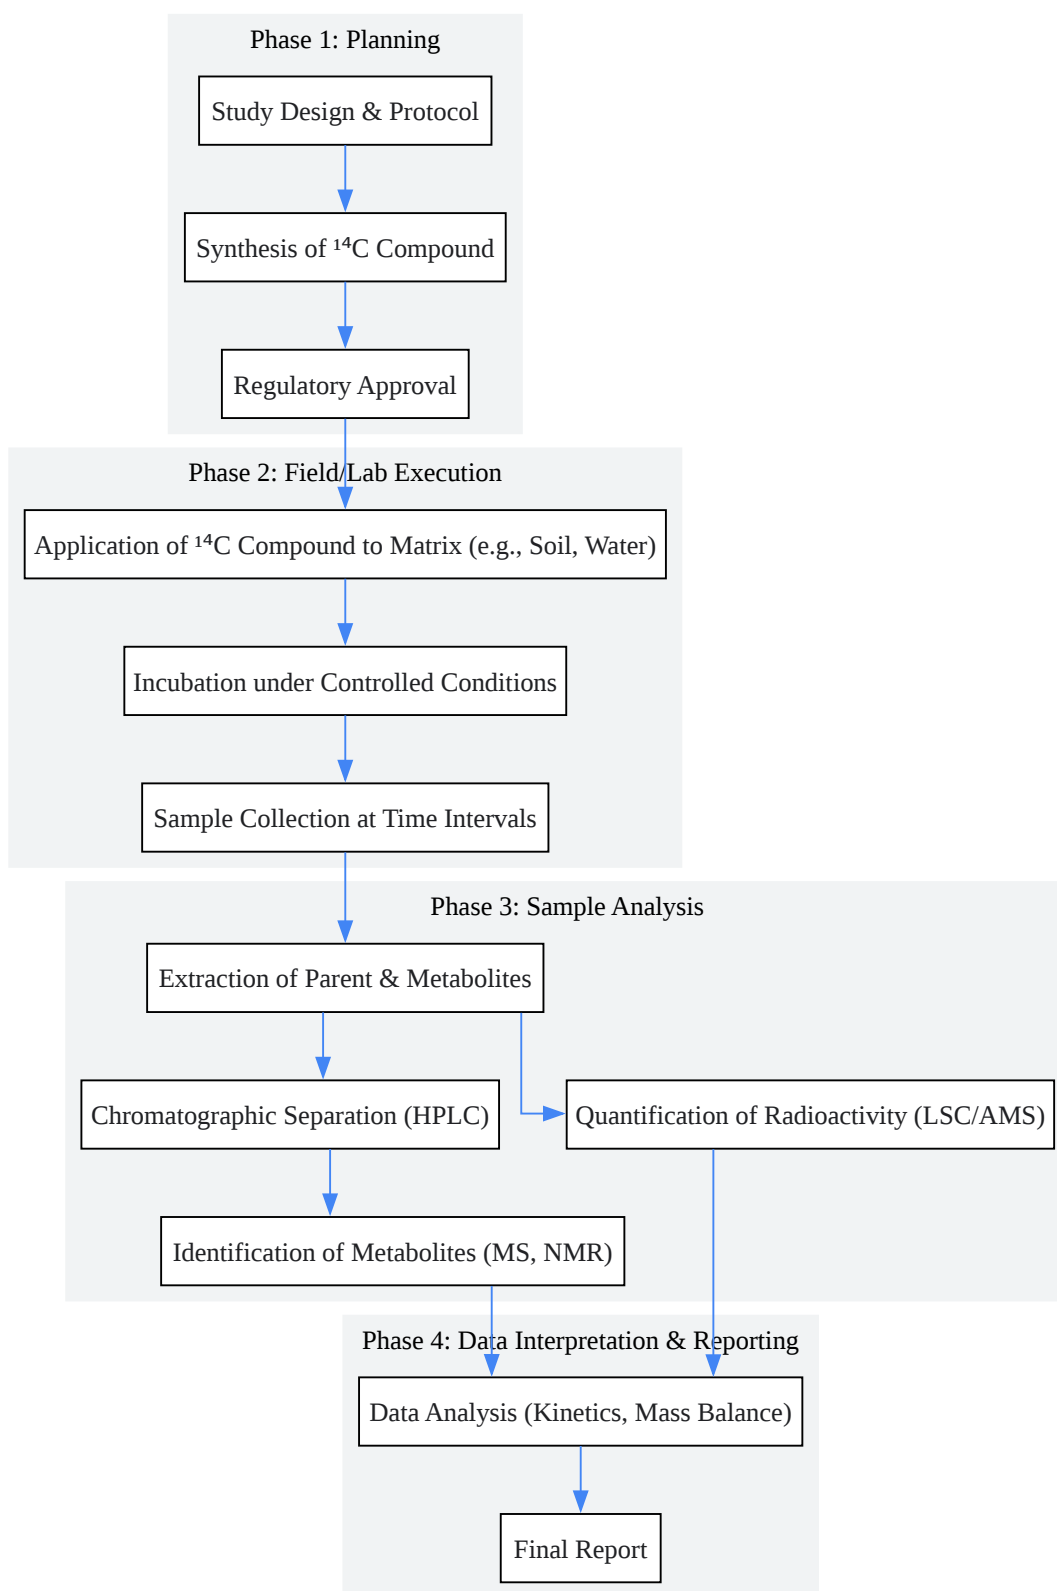 Phase 1: Planning
Study Design & Protocol
Synthesis of ¹⁴C Compound
Regulatory Approval
Phase 2: Field/Lab Execution
Application of ¹⁴C Compound to Matrix (e.g., Soil, Water)
Incubation under Controlled Conditions
Sample Collection at Time Intervals
Phase 3: Sample Analysis
Extraction of Parent & Metabolites
Chromatographic Separation (HPLC)
Quantification of Radioactivity (LSC/AMS)
Identification of Metabolites (MS, NMR)
Phase 4: Data Interpretation & Reporting
Data Analysis (Kinetics, Mass Balance)
Final Report